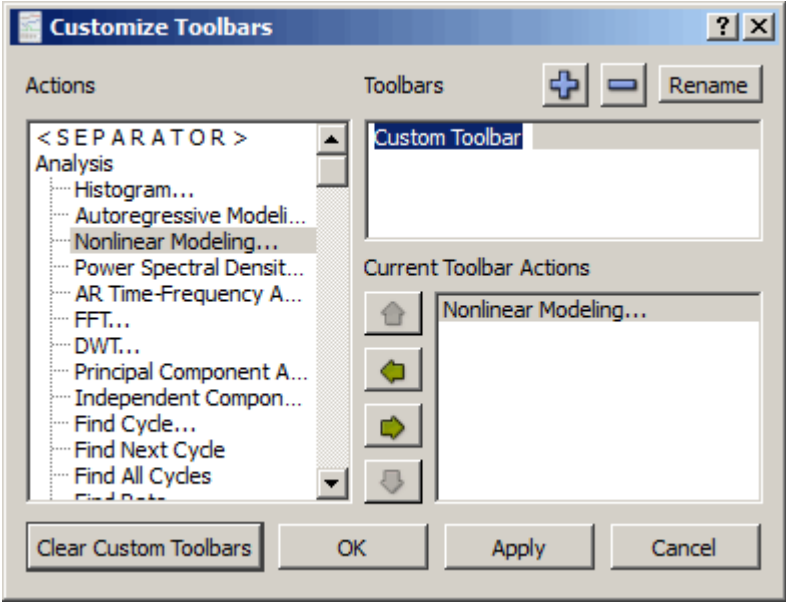 Customize Toolbars
Actions
Toolbars
Rename
< S E P A R A T O R >
Analysis
Histogram...
Autoregressive Modeli...
Nonlinear Modeling...
Power Spectral Densit...
AR Time-Frequency A...
FFT...
DWT...
Principal Component A...
Independent Compon...
Find Cycle...
Find Next Cycle
Find All Cycles
Custom Toolbar
Current Toolbar Actions
Nonlinear Modeling...
Clear Custom Toolbars
OK
Apply
Cancel